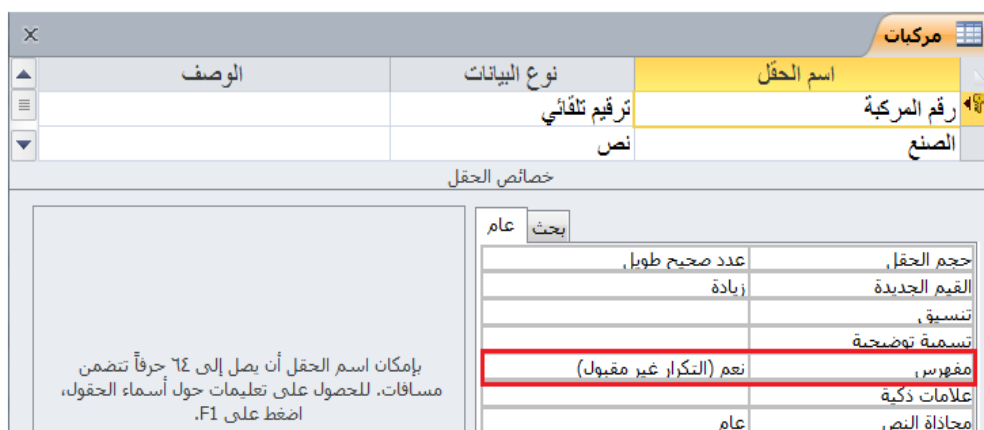 مركبات
اسم الحقل نوع البيانات الوصف
رقم المركبة ترقيم تلقائي
الصنع نص
خصائص الحقل
عام بحث
حجم الحقل عدد صحيح طويل
القيم الجديدة زيادة
تنسيق
تسمية توضيحية
مفهرس نعم (التكرار غير مقبول)
علامات ذكية
محاذاة النص عام
بإمكان اسم الحقل أن يصل إلى ٦٤ حرفاً تتضمن
مسافات. للحصول على تعليمات حول أسماء الحقول،
اضغط على F1.